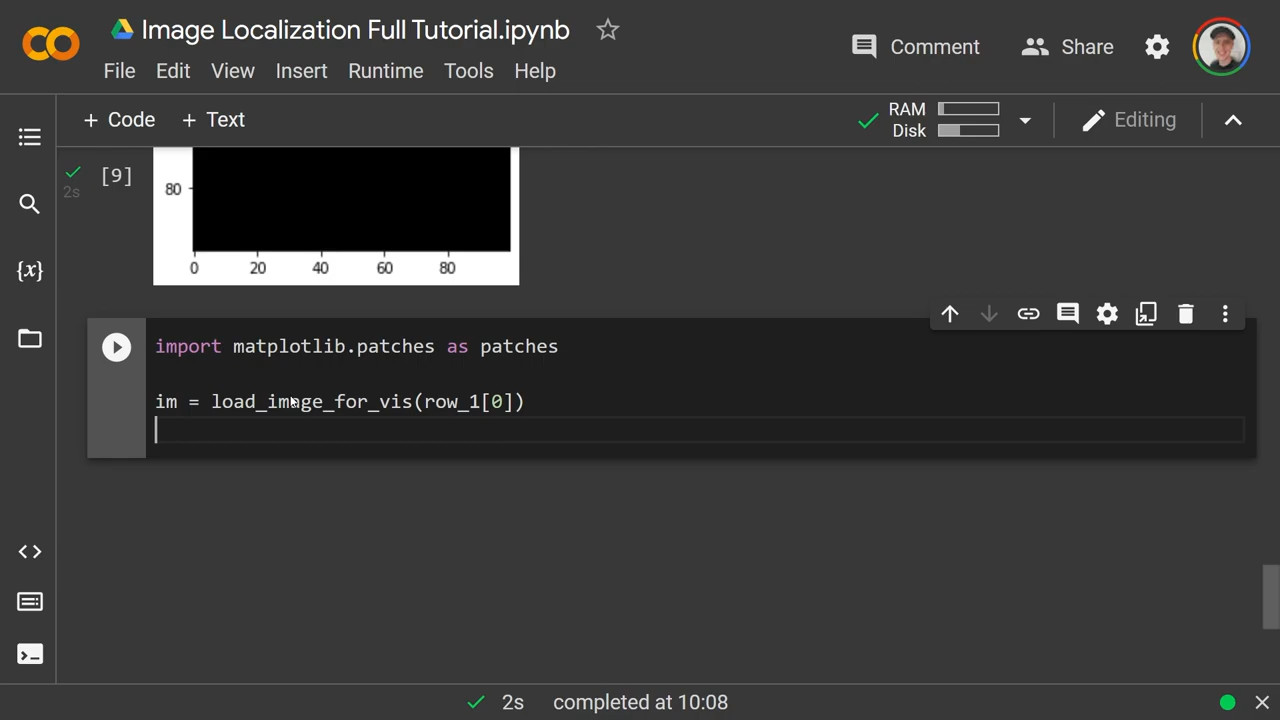 Image Localization Full Tutorial.ipynb
Comment
Share
File Edit View Insert Runtime Tools Help
+ Code + Text
RAM
Disk
Editing
[9]
2s
80
0 20 40 60 80
{x}
import matplotlib.patches as patches
im = load_image_for_vis(row_1[0])
2s completed at 10:08